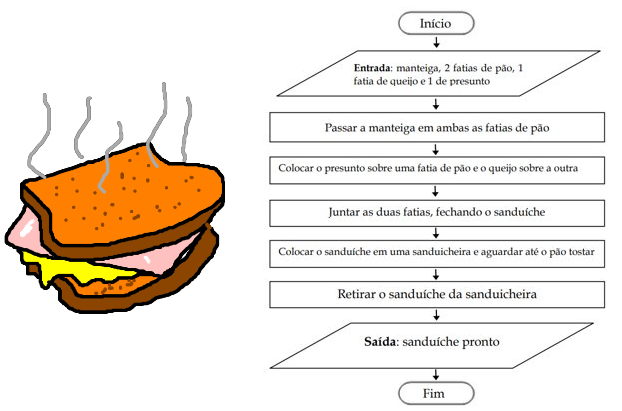 Início
Entrada: manteiga, 2 fatias de pão, 1
fatia de queijo e 1 de presunto
Passar a manteiga em ambas as fatias de pão
Colocar o presunto sobre uma fatia de pão e o queijo sobre a outra
Juntar as duas fatias, fechando o sanduíche
Colocar o sanduíche em uma sanduicheira e aguardar até o pão tostar
Retirar o sanduíche da sanduicheira
Saída: sanduíche pronto
Fim